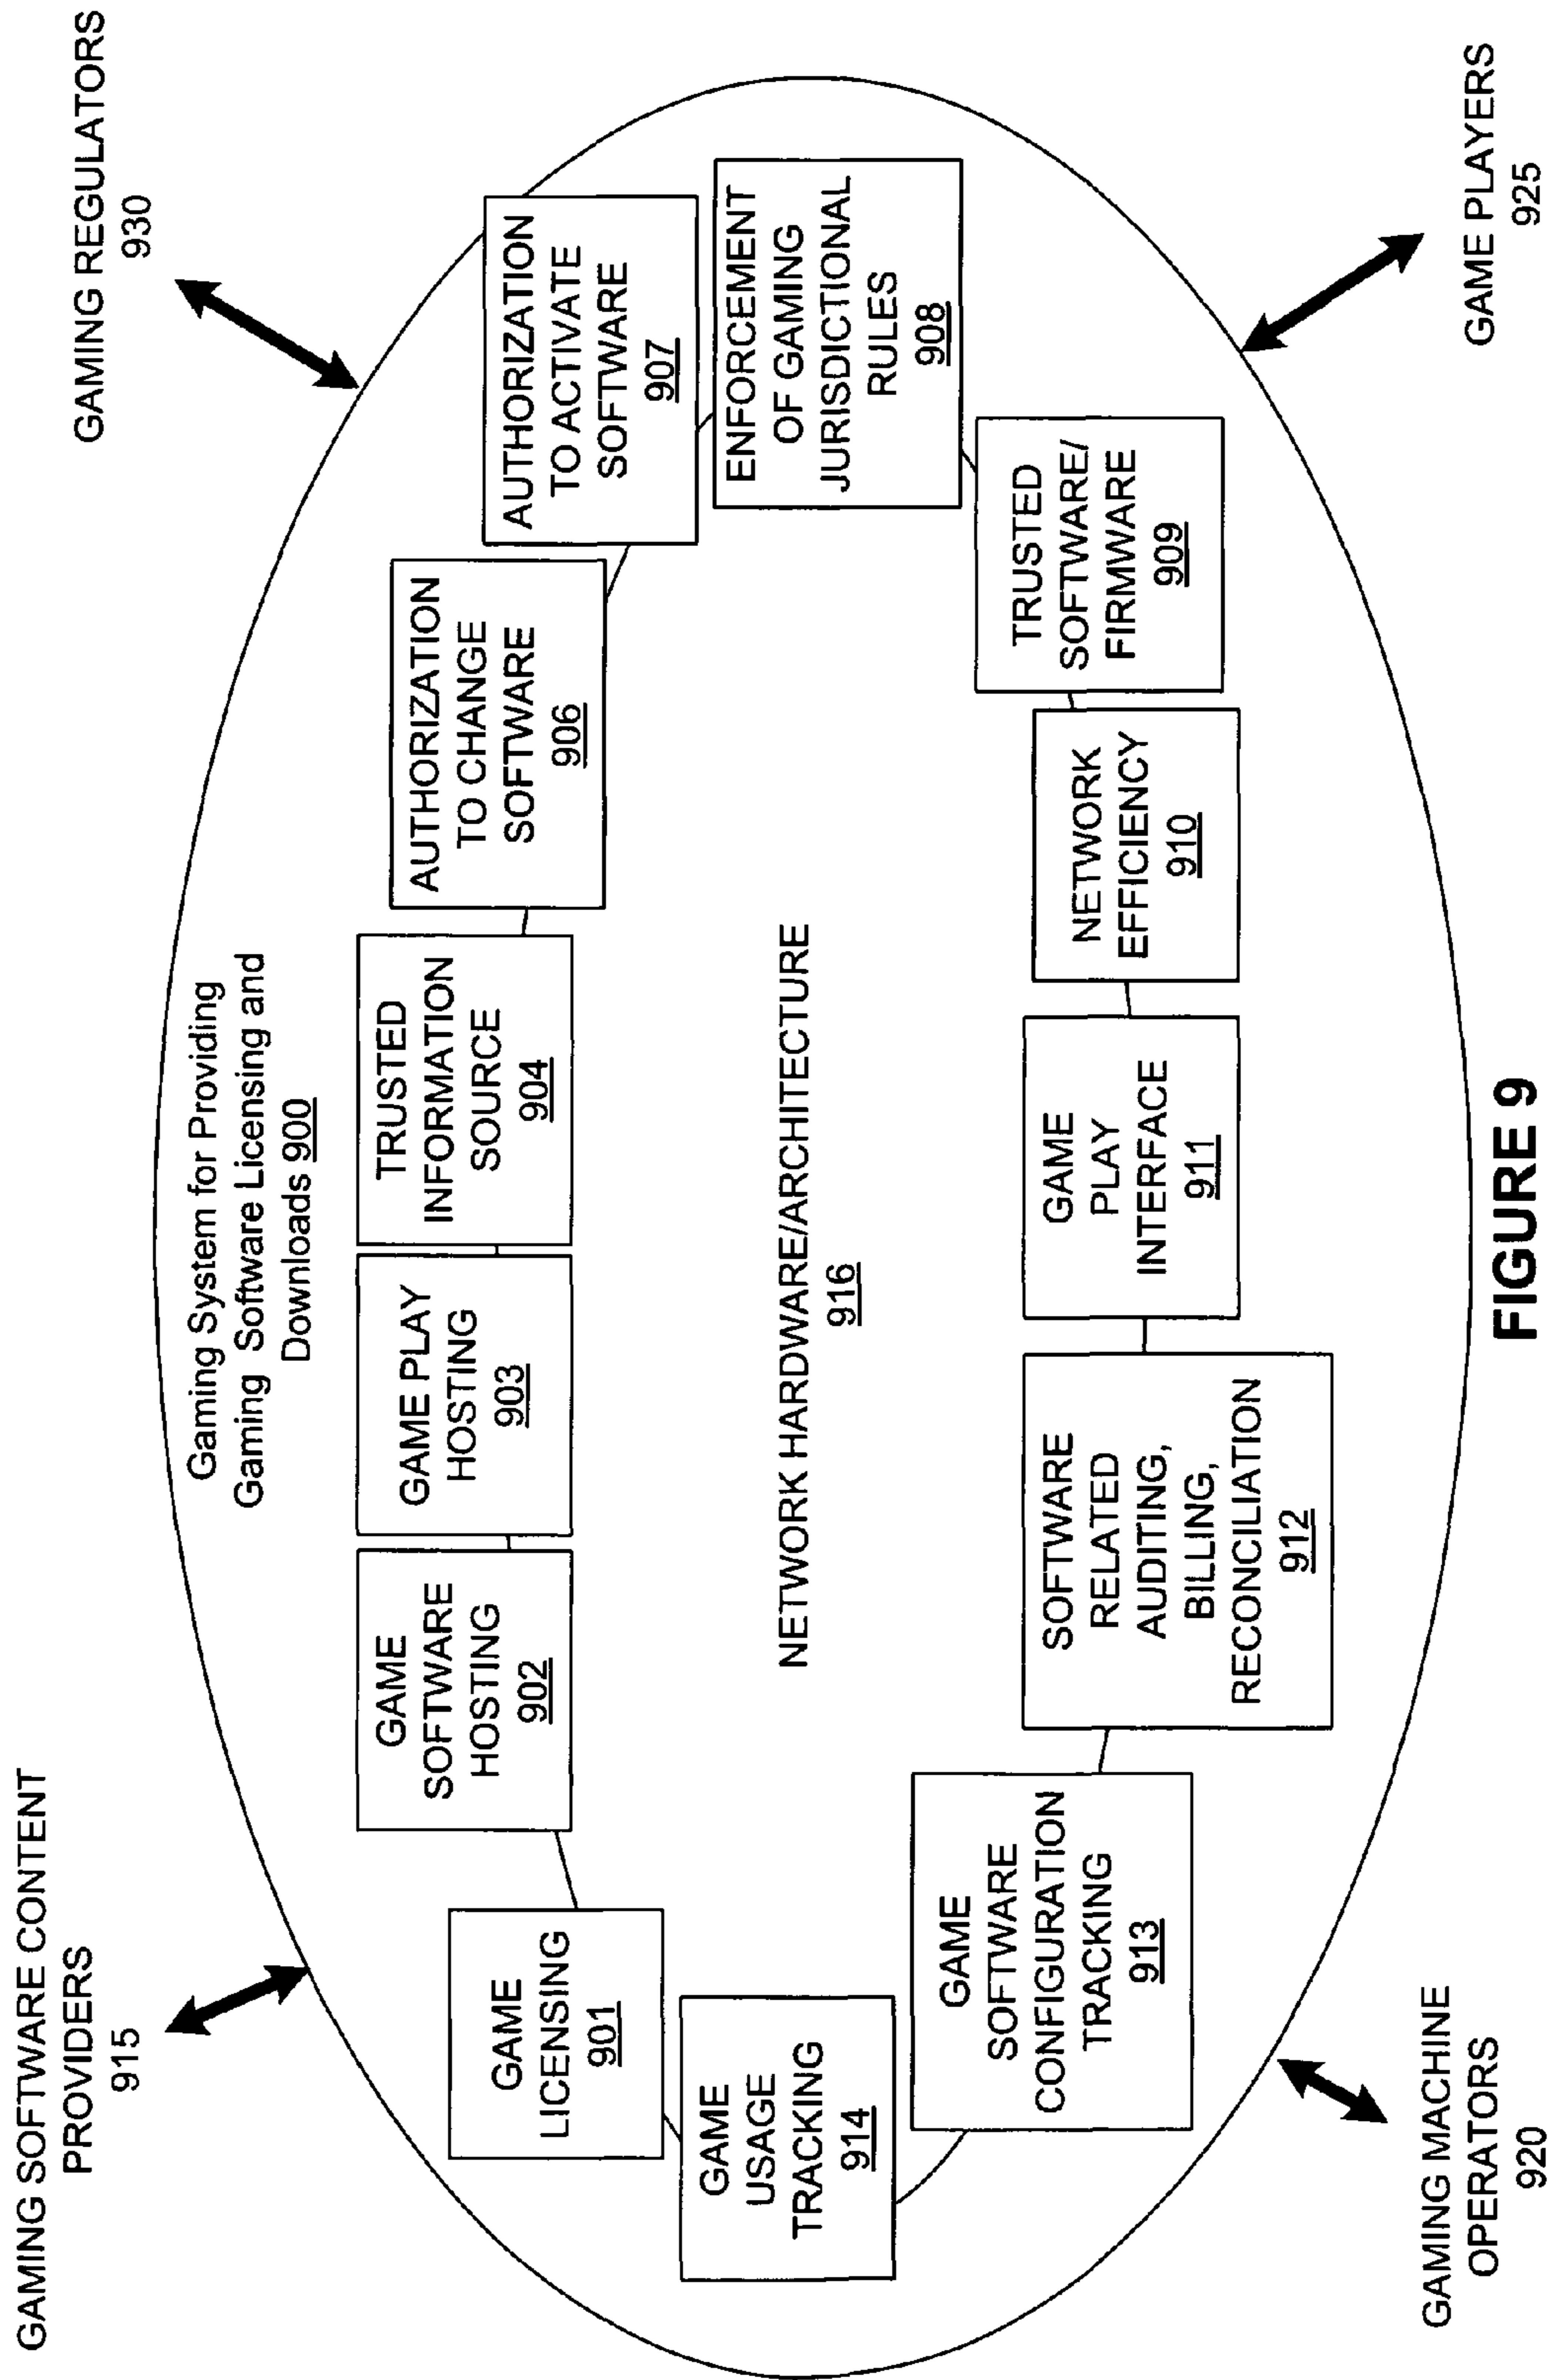 GAMING SOFTWARE CONTENT
PROVIDERS
915
GAMING REGULATORS
930
Gaming System for Providing
Gaming Software Licensing and
Downloads 900
GAME
LICENSING
901
GAME
SOFTWARE
HOSTING
902
GAME PLAY
HOSTING
903
TRUSTED
INFORMATION
SOURCE
904
AUTHORIZATION
TO CHANGE
SOFTWARE
906
AUTHORIZATION
TO ACTIVATE
SOFTWARE
907
ENFORCEMENT
OF GAMING
JURISDICTIONAL
RULES
908
NETWORK HARDWARE/ARCHITECTURE
916
GAME
USAGE
TRACKING
914
GAME
SOFTWARE
CONFIGURATION
TRACKING
913
SOFTWARE
RELATED
AUDITING,
BILLING,
RECONCILIATION
912
GAME
PLAY
INTERFACE
911
NETWORK
EFFICIENCY
910
TRUSTED
SOFTWARE/
FIRMWARE
909
GAMING MACHINE
OPERATORS
920
GAME PLAYERS
925
FIGURE 9